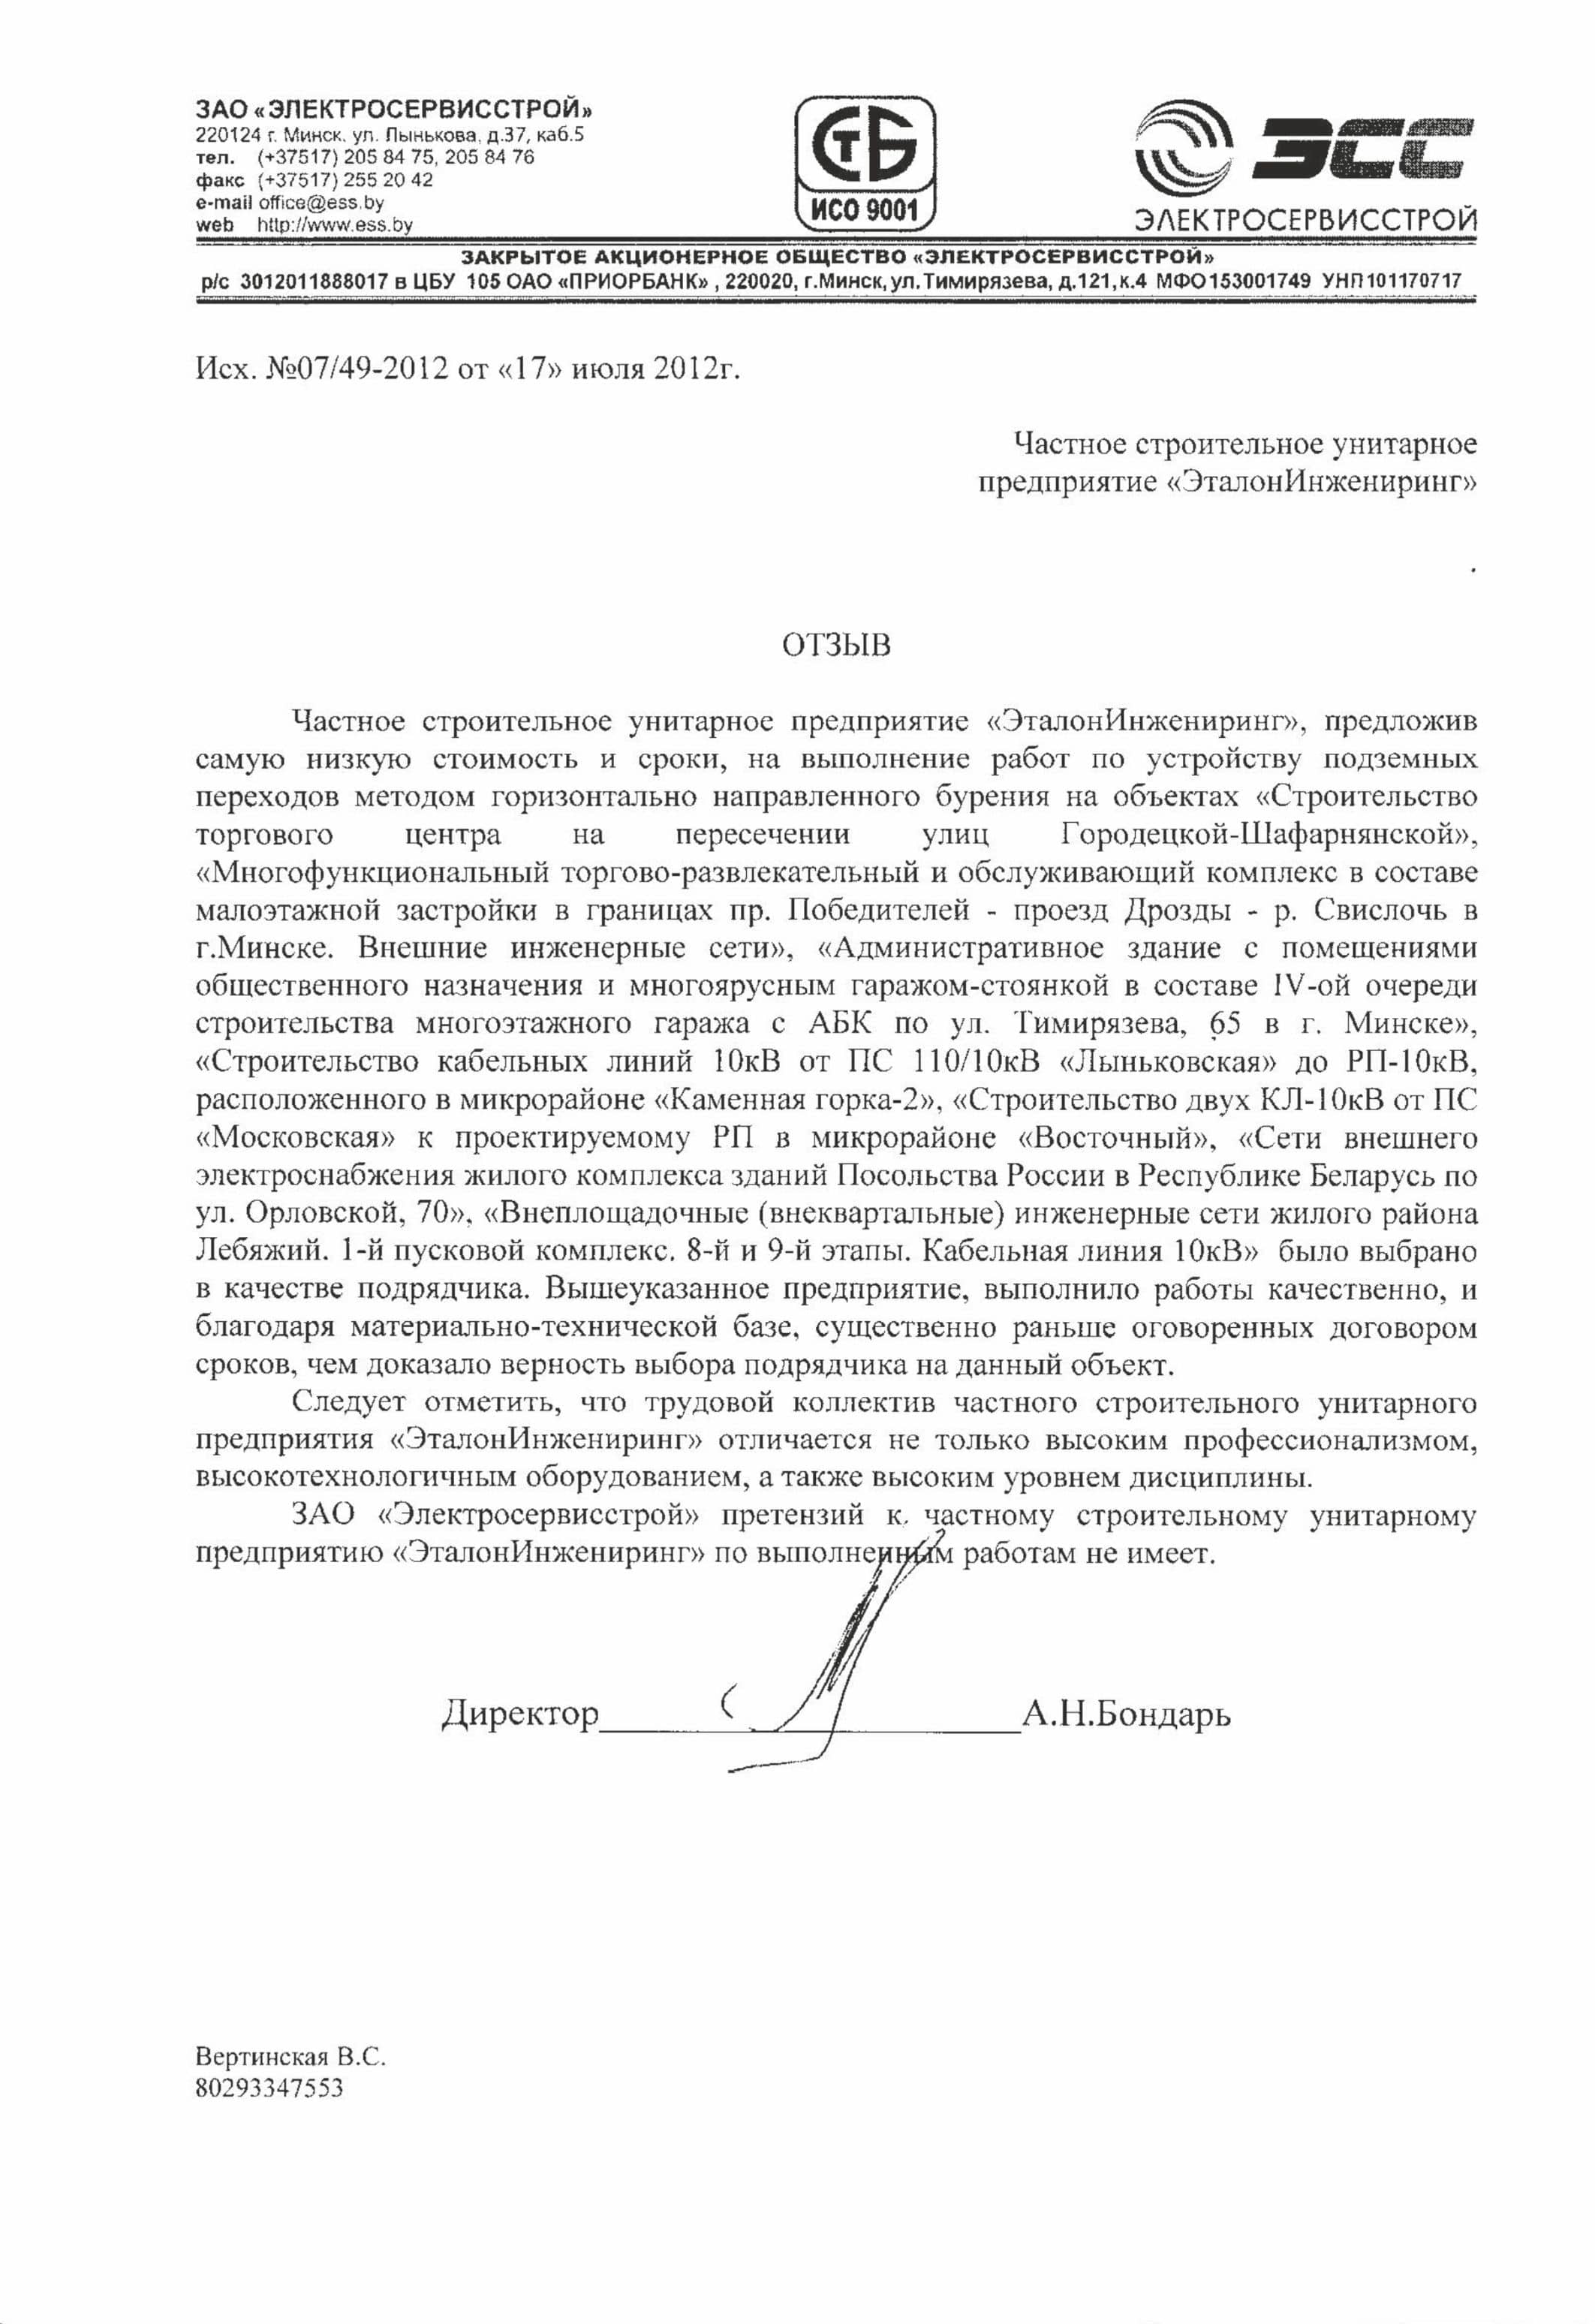 ЗАО «ЭЛЕКТРОСЕРВИССТРОЙ»
220124 г. Минск. ул. Лынькова, д.37, каб.5
тел. (+37517) 205 84 75, 205 84 76
факс (+37517) 255 20 42
e-mail office@ess.by
web http://www.ess.by
СТБ
ИСО 9001
ЭСС
ЭЛЕКТРОСЕРВИССТРОЙ
ЗАКРЫТОЕ АКЦИОНЕРНОЕ ОБЩЕСТВО «ЭЛЕКТРОСЕРВИССТРОЙ»
р/с 3012011888017 в ЦБУ 105 ОАО «ПРИОРБАНК» , 220020, г.Минск,ул.Тимирязева, д.121,к.4 МФО153001749 УНП101170717
Исх. №07/49-2012 от «17» июля 2012г.
Частное строительное унитарное
предприятие «ЭталонИнжениринг»
ОТЗЫВ
Частное строительное унитарное предприятие «ЭталонИнжениринг», предложив
самую низкую стоимость и сроки, на выполнение работ по устройству подземных
переходов методом горизонтально направленного бурения на объектах «Строительство
торгового центра на пересечении улиц Городецкой-Шафарнянской»,
«Многофункциональный торгово-развлекательный и обслуживающий комплекс в составе
малоэтажной застройки в границах пр. Победителей - проезд Дрозды - р. Свислочь в
г.Минске. Внешние инженерные сети», «Административное здание с помещениями
общественного назначения и многоярусным гаражом-стоянкой в составе IV-ой очереди
строительства многоэтажного гаража с АБК по ул. Тимирязева, 65 в г. Минске»,
«Строительство кабельных линий 10кВ от ПС 110/10кВ «Лыньковская» до РП-10кВ,
расположенного в микрорайоне «Каменная горка-2», «Строительство двух КЛ-10кВ от ПС
«Московская» к проектируемому РП в микрорайоне «Восточный», «Сети внешнего
электроснабжения жилого комплекса зданий Посольства России в Республике Беларусь по
ул. Орловской, 70», «Внеплощадочные (внеквартальные) инженерные сети жилого района
Лебяжий. 1-й пусковой комплекс. 8-й и 9-й этапы. Кабельная линия 10кВ» было выбрано
в качестве подрядчика. Вышеуказанное предприятие, выполнило работы качественно, и
благодаря материально-технической базе, существенно раньше оговоренных договором
сроков, чем доказало верность выбора подрядчика на данный объект.
Следует отметить, что трудовой коллектив частного строительного унитарного
предприятия «ЭталонИнжениринг» отличается не только высоким профессионализмом,
высокотехнологичным оборудованием, а также высоким уровнем дисциплины.
ЗАО «Электросервисстрой» претензий к частному строительному унитарному
предприятию «ЭталонИнжениринг» по выполненным работам не имеет.
Директор А.Н.Бондарь
Вертинская В.С.
80293347553